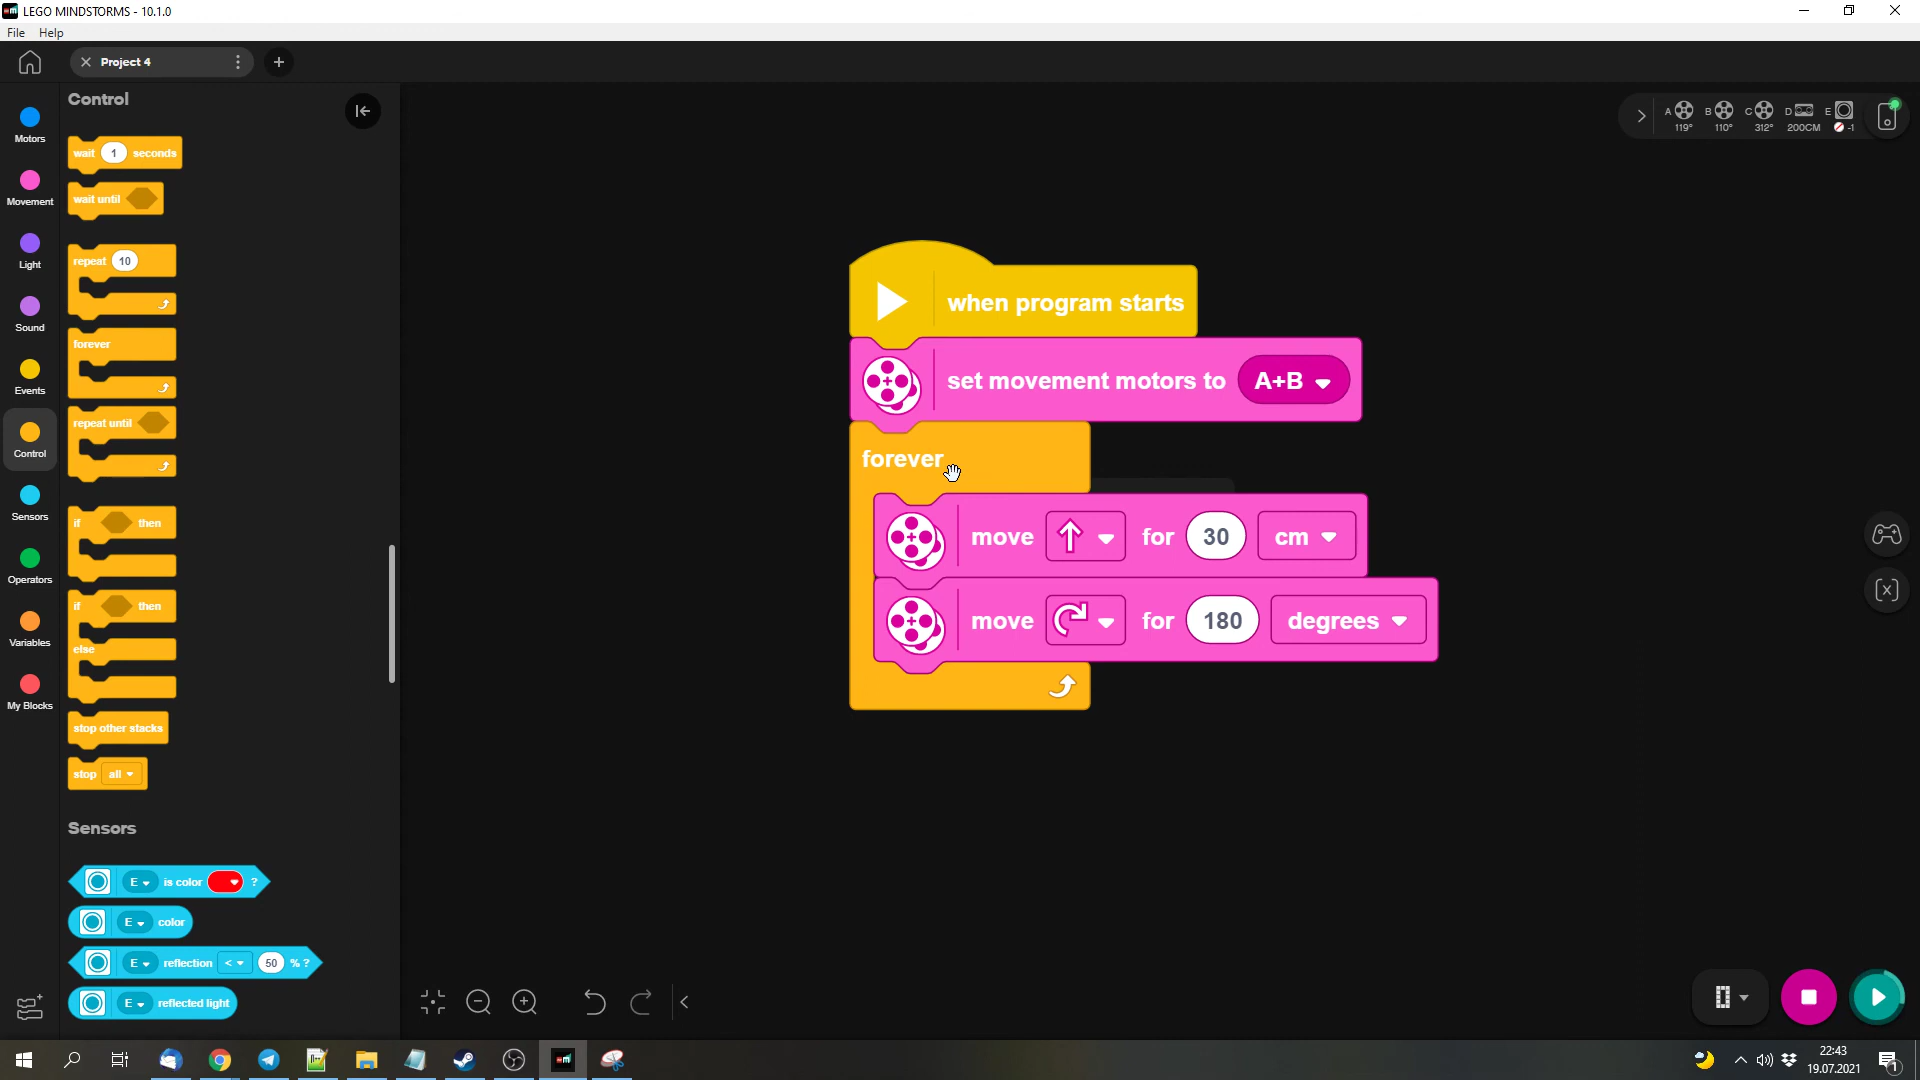 LEGO MINDSTORMS - 10.1.0
File Help
Project 4
Motors
Movement
Light
Sound
Events
Control
Sensors
Operators
Variables
My Blocks
Control
wait 1 seconds
wait until
repeat 10
forever
repeat until
if then
if then
else
stop other stacks
stop all
Sensors
E is color ?
E color
E reflection < 50 % ?
E reflected light
A B C D E
119° 110° 312° 200CM -1
when program starts
set movement motors to A+B
forever
move for 30 cm
move for 180 degrees
22:43
19.07.2021
1